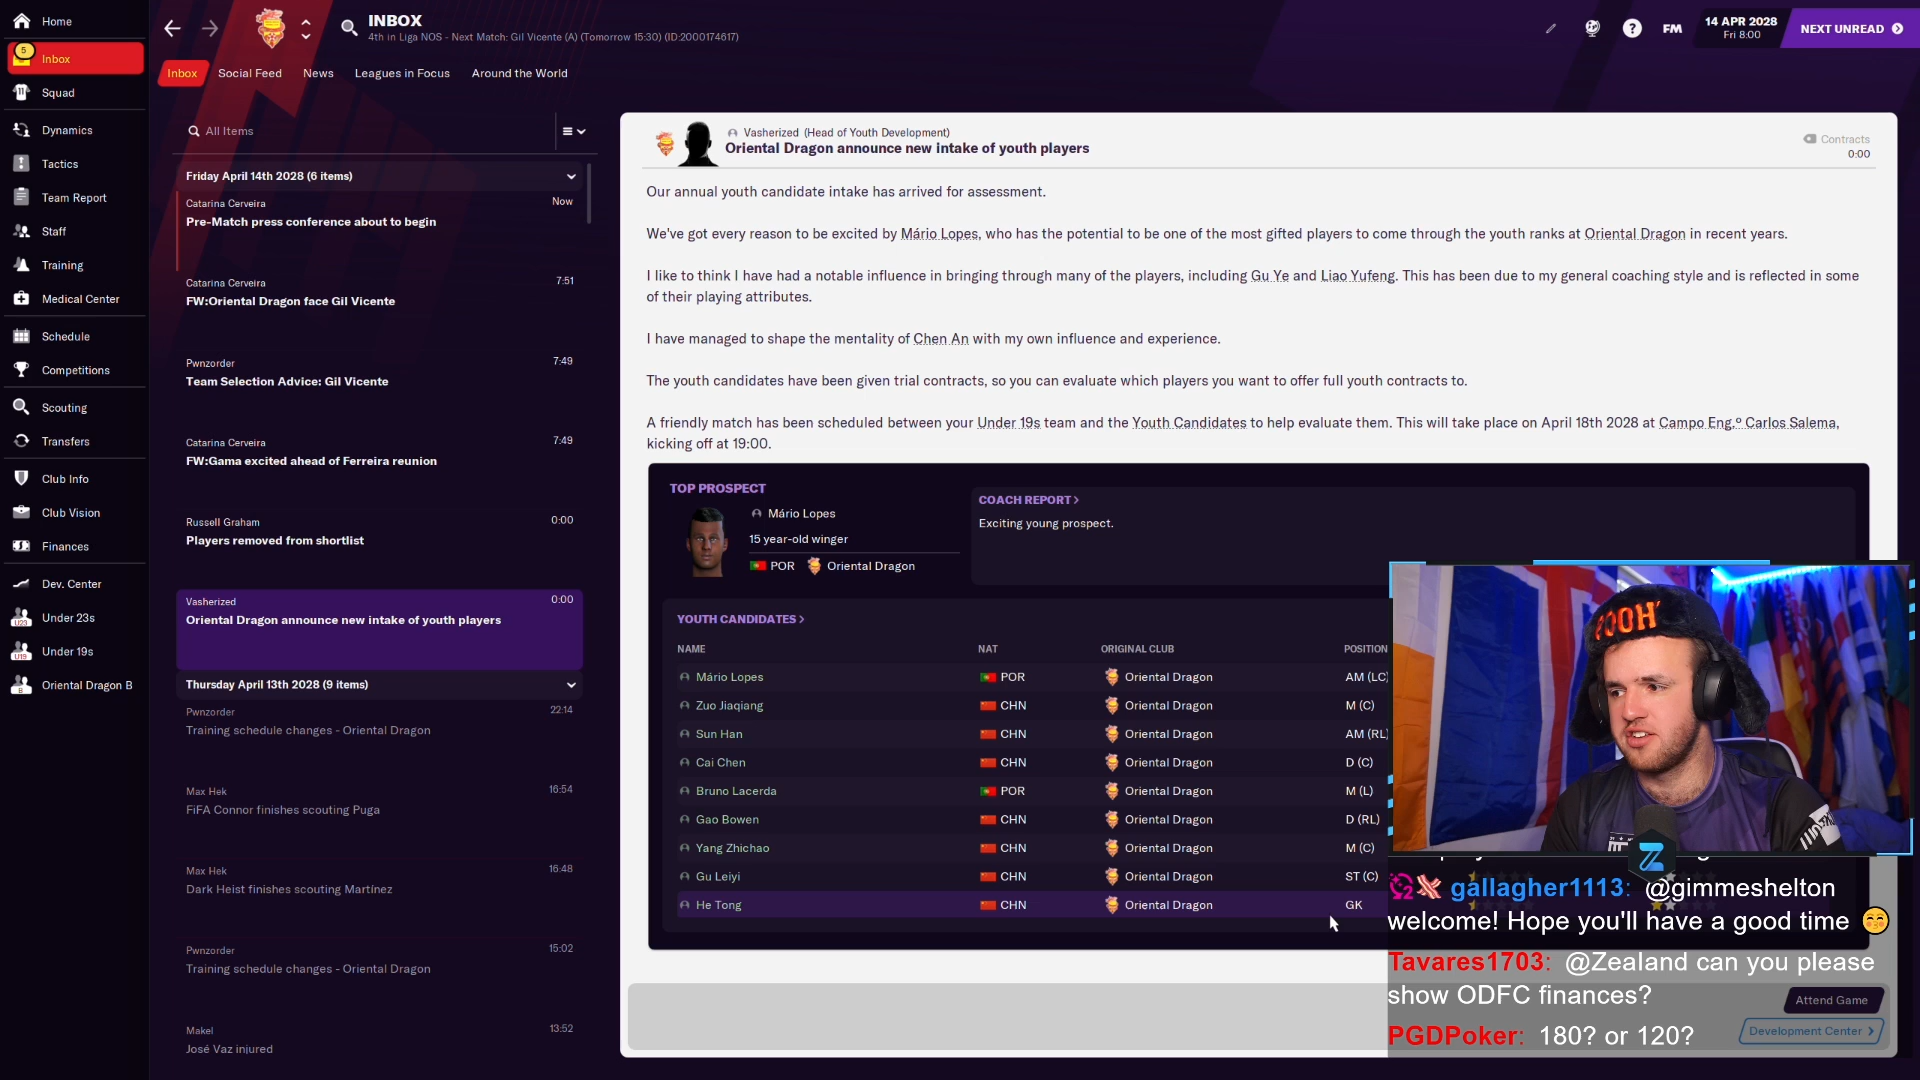 Home
5
Inbox
Squad
Dynamics
Tactics
Team Report
Staff
Training
Medical Center
Schedule
Competitions
Scouting
Transfers
Club Info
Club Vision
Finances
Dev. Center
U23
Under 23s
U19
Under 19s
B
Oriental Dragon B
INBOX
4th in Liga NOS - Next Match: Gil Vicente (A) (Tomorrow 15:30) (ID:2000174617)
?
FM
14 APR 2028
Fri 8:00
NEXT UNREAD
Inbox
Social Feed
News
Leagues in Focus
Around the World
All Items
Friday April 14th 2028 (6 items)
Catarina Cerveira
Now
Pre-Match press conference about to begin
Catarina Cerveira
7:51
FW:Oriental Dragon face Gil Vicente
Pwnzorder
7:49
Team Selection Advice: Gil Vicente
Catarina Cerveira
7:49
FW:Gama excited ahead of Ferreira reunion
Russell Graham
0:00
Players removed from shortlist
Vasherized
0:00
Oriental Dragon announce new intake of youth players
Thursday April 13th 2028 (9 items)
Pwnzorder
22:14
Training schedule changes - Oriental Dragon
Max Hek
16:54
FiFA Connor finishes scouting Puga
Max Hek
16:48
Dark Heist finishes scouting Martínez
Pwnzorder
15:02
Training schedule changes - Oriental Dragon
Makel
13:52
José Vaz injured
Vasherized (Head of Youth Development)
Oriental Dragon announce new intake of youth players
Contracts
0:00
Our annual youth candidate intake has arrived for assessment.
We've got every reason to be excited by Mário Lopes, who has the potential to be one of the most gifted players to come through the youth ranks at Oriental Dragon in recent years.
I like to think I have had a notable influence in bringing through many of the players, including Gu Ye and Liao Yufeng. This has been due to my general coaching style and is reflected in some
of their playing attributes.
I have managed to shape the mentality of Chen An with my own influence and experience.
The youth candidates have been given trial contracts, so you can evaluate which players you want to offer full youth contracts to.
A friendly match has been scheduled between your Under 19s team and the Youth Candidates to help evaluate them. This will take place on April 18th 2028 at Campo Eng.º Carlos Salema,
kicking off at 19:00.
TOP PROSPECT
Mário Lopes
15 year-old winger
POR
Oriental Dragon
COACH REPORT >
Exciting young prospect.
YOUTH CANDIDATES >
NAME NAT ORIGINAL CLUB POSITION
Mário Lopes POR Oriental Dragon AM (LC)
Zuo Jiaqiang CHN Oriental Dragon M (C)
Sun Han CHN Oriental Dragon AM (RL)
Cai Chen CHN Oriental Dragon D (C)
Bruno Lacerda POR Oriental Dragon M (L)
Gao Bowen CHN Oriental Dragon D (RL)
Yang Zhichao CHN Oriental Dragon M (C)
Gu Leiyi CHN Oriental Dragon ST (C)
He Tong CHN Oriental Dragon GK
POOH
gallagher1113: @gimmeshelton
welcome! Hope you'll have a good time
Tavares1703: @Zealand can you please
show ODFC finances?
PGDPoker: 180? or 120?
Attend Game
Development Center >